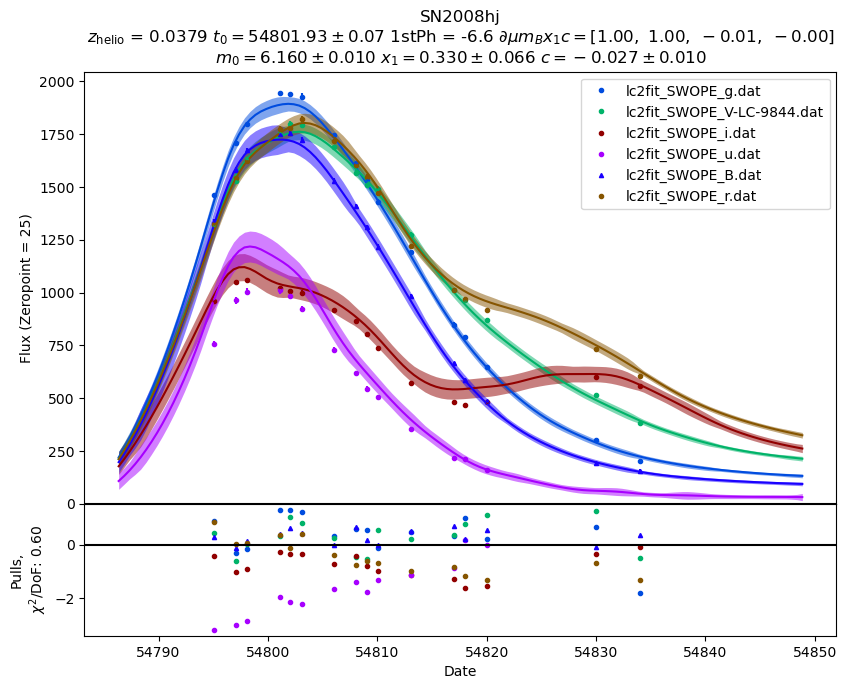 SN2008hj
z_helio = 0.0379 t_0 = 54801.93 ± 0.07 1stPh = -6.6 ∂μm_Bx_1c = [1.00, 1.00, −0.01, −0.00]
m_0 = 6.160 ± 0.010 x_1 = 0.330 ± 0.066 c = −0.027 ± 0.010
2000
1750
1500
1250
1000
750
500
250
0
Flux (Zeropoint = 25)
lc2fit_SWOPE_g.dat
lc2fit_SWOPE_V-LC-9844.dat
lc2fit_SWOPE_i.dat
lc2fit_SWOPE_u.dat
lc2fit_SWOPE_B.dat
lc2fit_SWOPE_r.dat
0
−2
Pulls,
χ²/DoF: 0.60
54790 54800 54810 54820 54830 54840 54850
Date